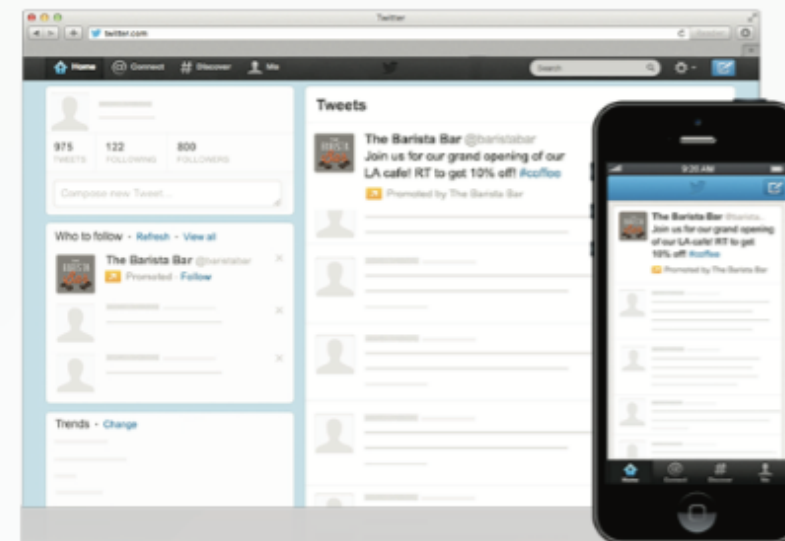 Twitter
twitter.com
Home
Connect
Discover
Me
Search
975
TWEETS
122
FOLLOWING
800
FOLLOWERS
Compose new Tweet...
Who to follow · Refresh · View all
The Barista Bar @baristabar
Promoted · Follow
Trends · Change
Tweets
The Barista Bar @baristabar
Join us for our grand opening of our
LA cafe! RT to get 10% off! #coffee
Promoted by The Barista Bar
The Barista Bar
Join us for our grand opening
of our LA cafe! RT to get
10% off! #coffee
Promoted by The Barista Bar
Home
Connect
Discover
Me